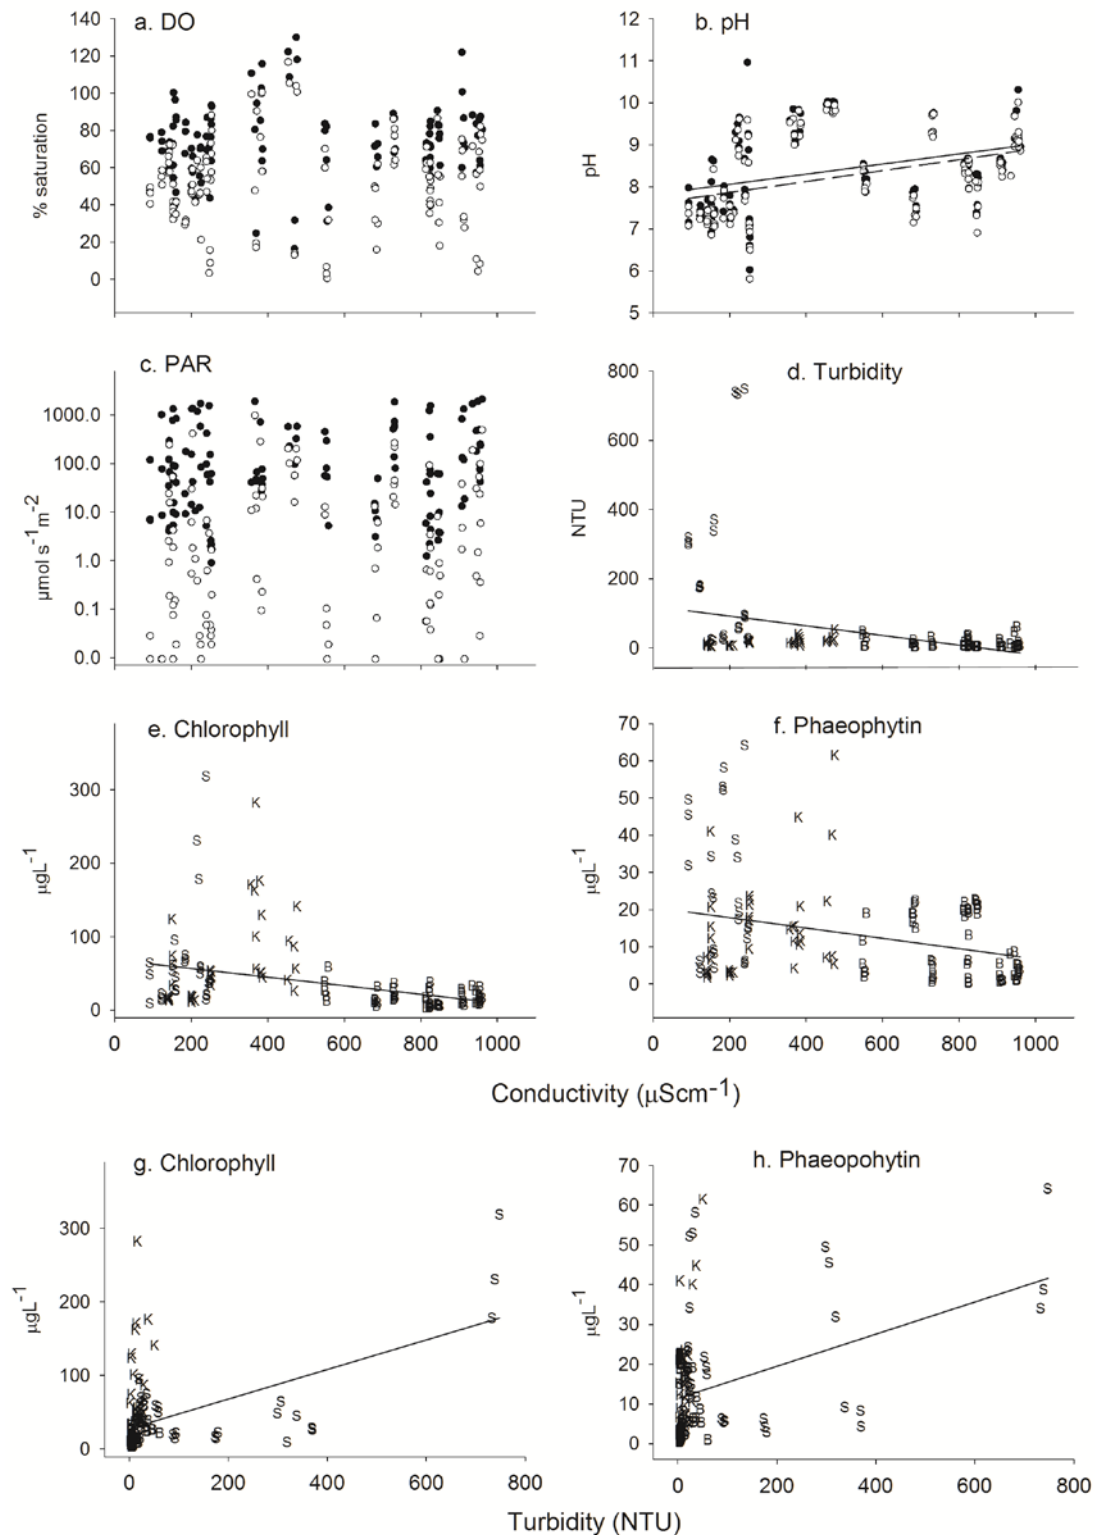 a. DO
140
120
100
80
60
40
20
0
% saturation
b. pH
12
11
10
9
8
7
6
5
pH
c. PAR
1000.0
100.0
10.0
1.0
0.1
0.0
μmol s⁻¹m⁻²
d. Turbidity
800
600
400
200
0
NTU
e. Chlorophyll
300
200
100
0
μgL⁻¹
0 200 400 600 800 1000
f. Phaeophytin
70
60
50
40
30
20
10
0
μgL⁻¹
0 200 400 600 800 1000
Conductivity (μScm⁻¹)
g. Chlorophyll
300
200
100
0
μgL⁻¹
0 200 400 600 800
h. Phaeopohytin
70
60
50
40
30
20
10
0
μgL⁻¹
0 200 400 600 800
Turbidity (NTU)